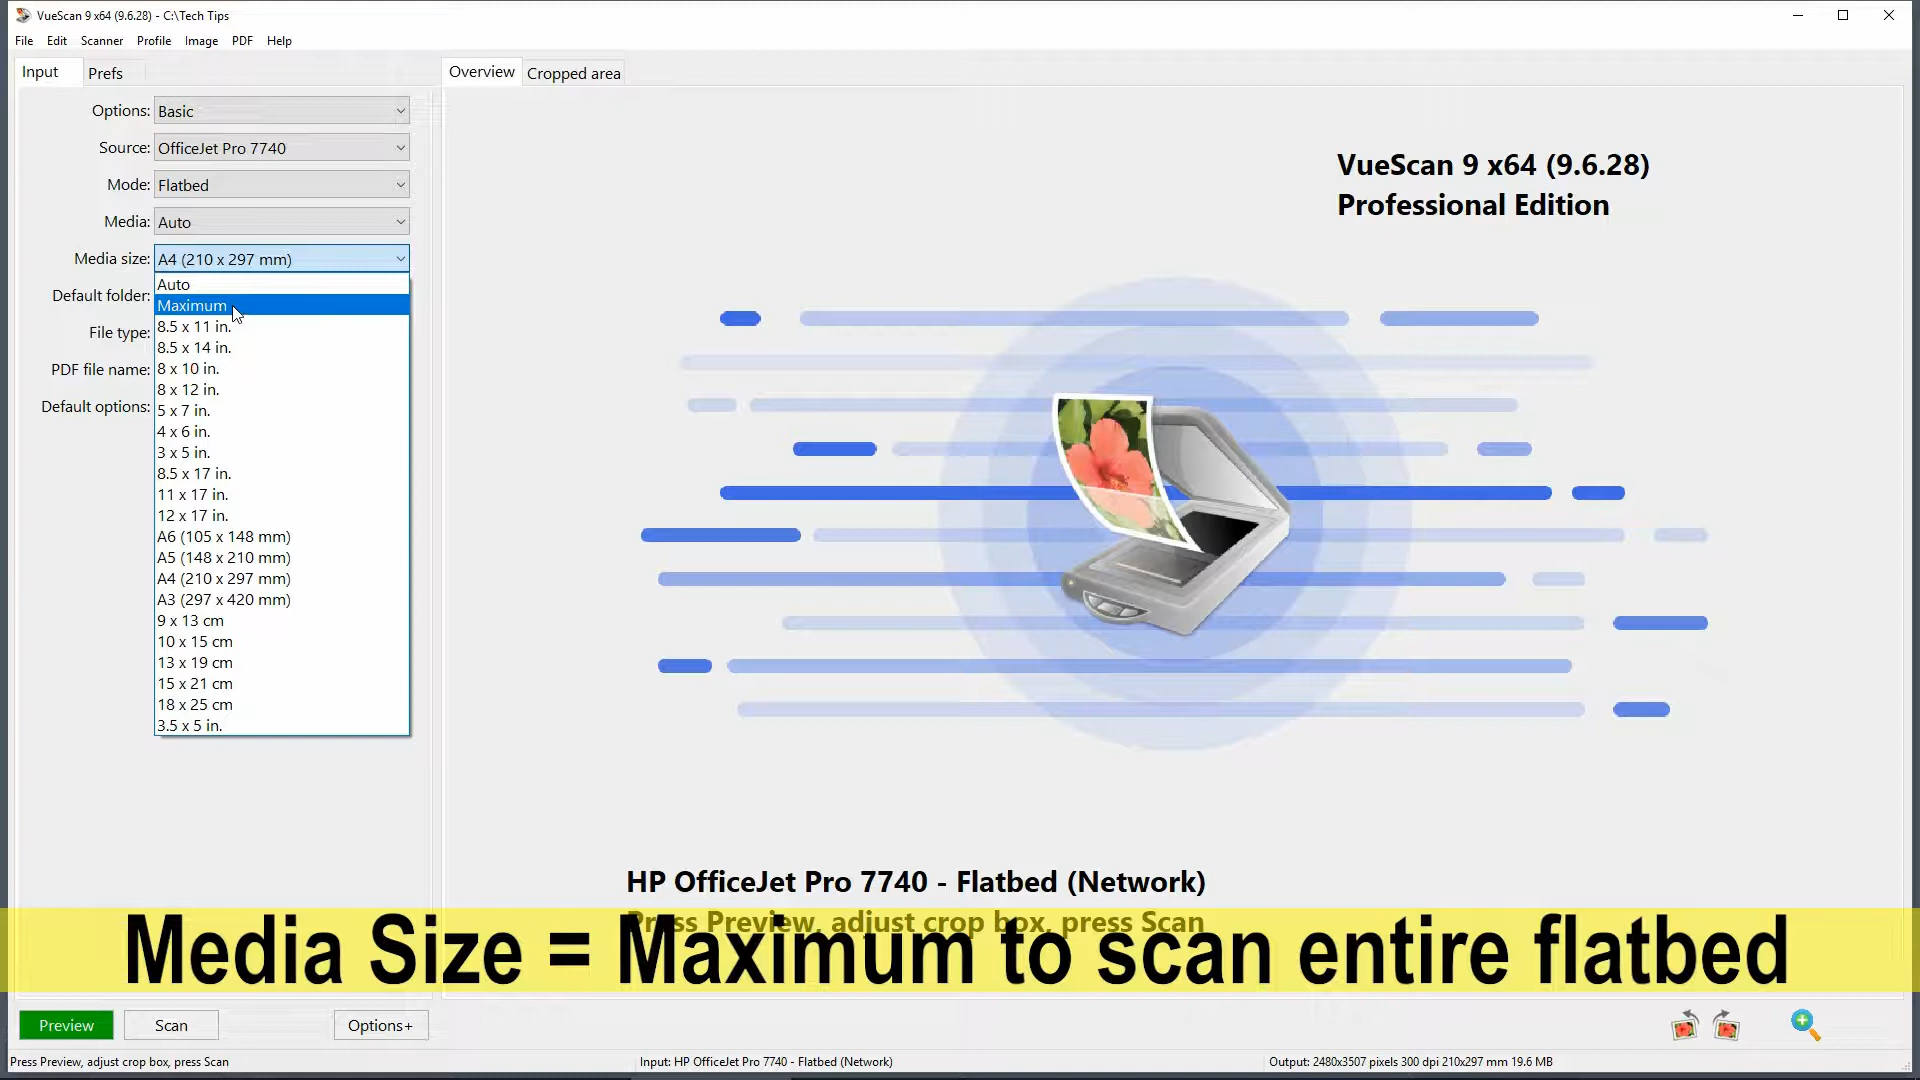 VueScan 9 x64 (9.6.28) - C:\Tech Tips
File Edit Scanner Profile Image PDF Help
Input Prefs
Overview Cropped area
Options: Basic
Source: OfficeJet Pro 7740
Mode: Flatbed
Media: Auto
Media size: A4 (210 x 297 mm)
Default folder:
File type:
PDF file name:
Default options:
Auto
Maximum
8.5 x 11 in.
8.5 x 14 in.
8 x 10 in.
8 x 12 in.
5 x 7 in.
4 x 6 in.
3 x 5 in.
8.5 x 17 in.
11 x 17 in.
12 x 17 in.
A6 (105 x 148 mm)
A5 (148 x 210 mm)
A4 (210 x 297 mm)
A3 (297 x 420 mm)
9 x 13 cm
10 x 15 cm
13 x 19 cm
15 x 21 cm
18 x 25 cm
3.5 x 5 in.
VueScan 9 x64 (9.6.28)
Professional Edition
HP OfficeJet Pro 7740 - Flatbed (Network)
Press Preview, adjust crop box, press Scan
Media Size = Maximum to scan entire flatbed
Preview Scan Options+
Press Preview, adjust crop box, press Scan
Input: HP OfficeJet Pro 7740 - Flatbed (Network)
Output: 2480x3507 pixels 300 dpi 210x297 mm 19.6 MB